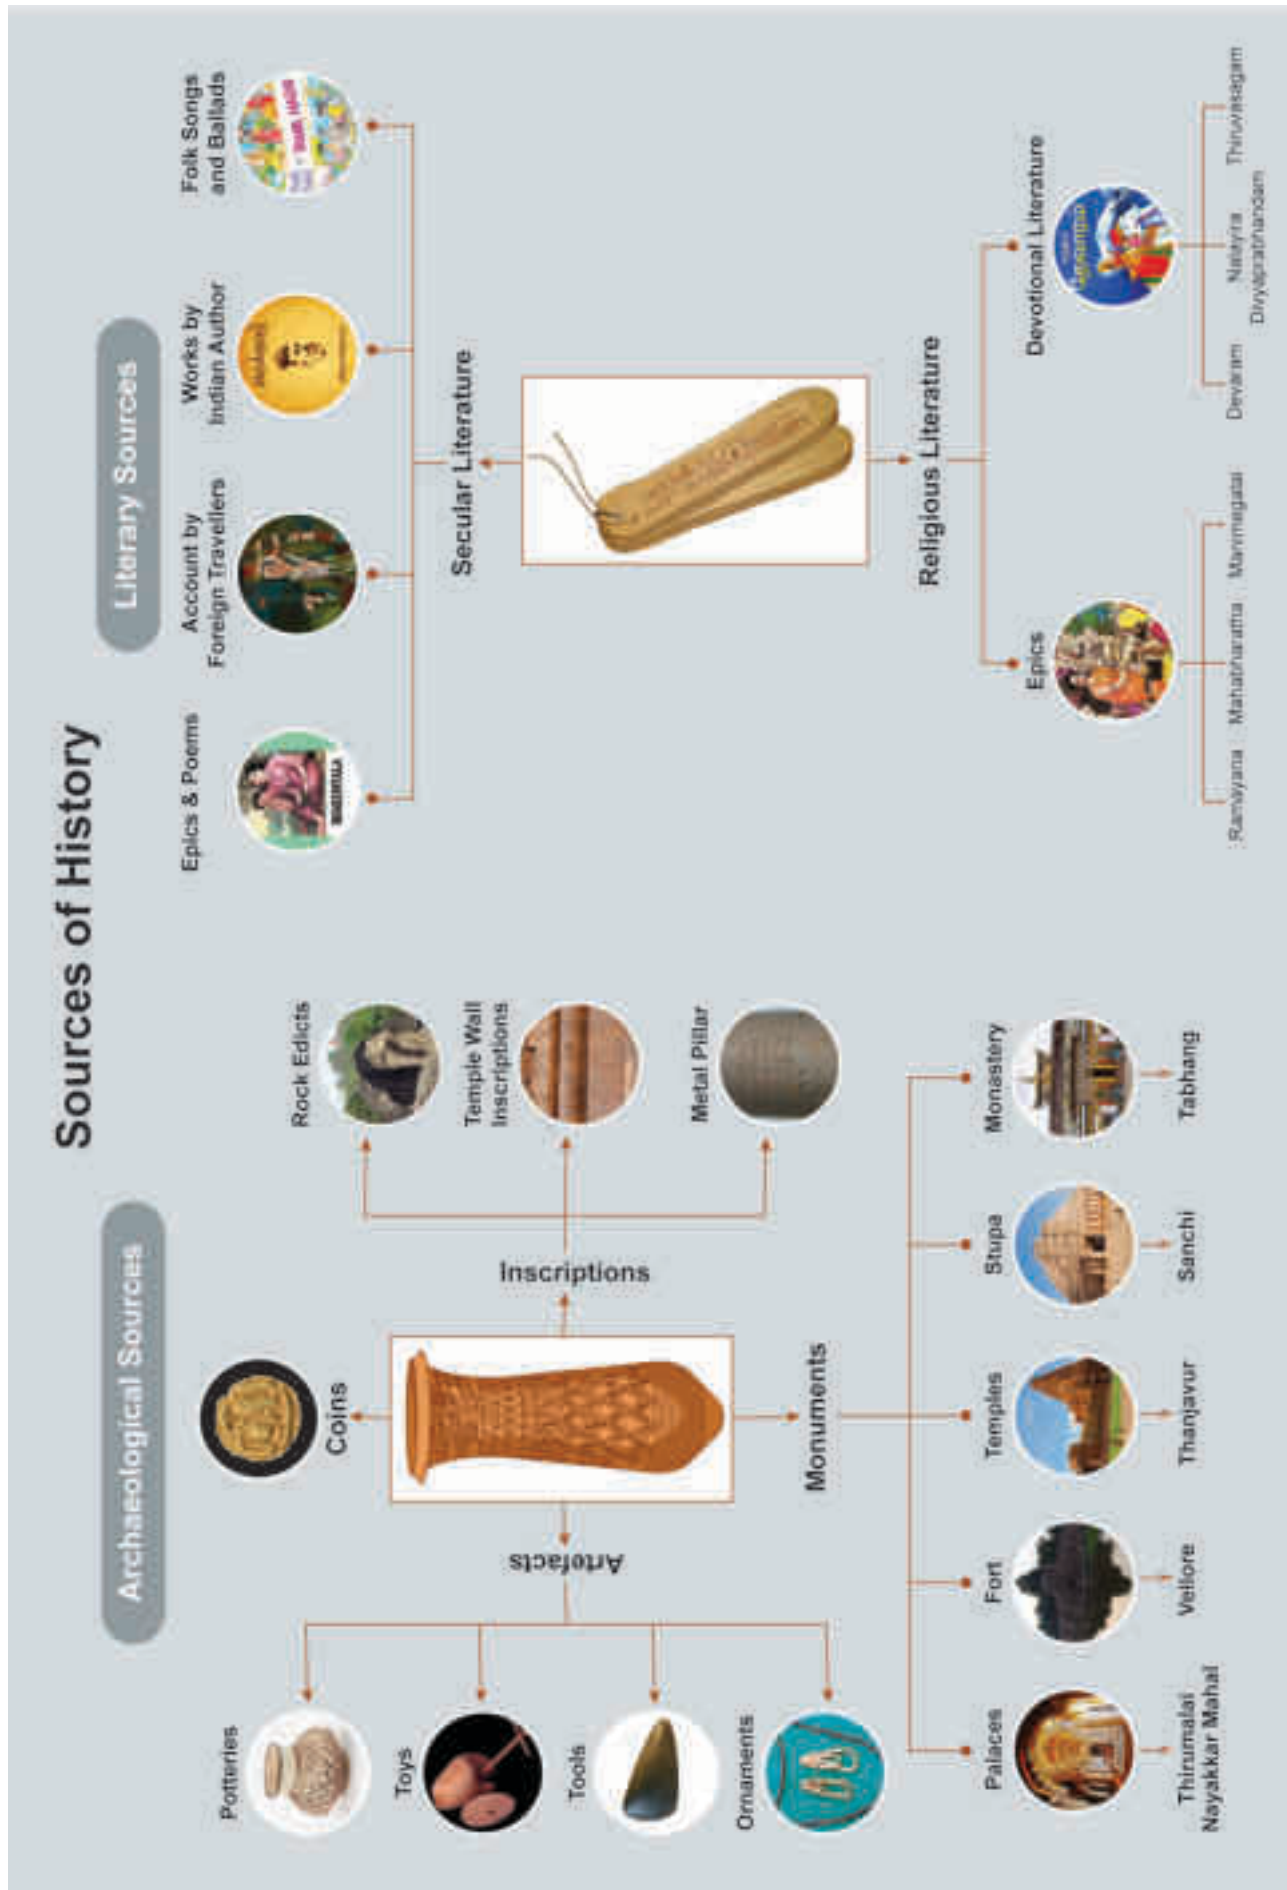 Sources of History
Archaeological Sources
Coins
Artefacts
Potteries
Toys
Tools
Ornaments
Inscriptions
Rock Edicts
Temple Wall
Inscriptions
Metal Pillar
Monuments
Palaces
Fort
Temples
Stupa
Monastery
Thirumalai
Nayakkar Mahal
Vellore
Thanjavur
Sanchi
Tabhang
Literary Sources
Epics & Poems
Account by
Foreign Travellers
Works by
Indian Author
Folk Songs
and Ballads
Secular Literature
Religious Literature
Epics
Devotional Literature
Ramayana
Mahabharatha
Manimegalai
Devaram
Nalayira
Divyaprabhandam
Thiruvasagam